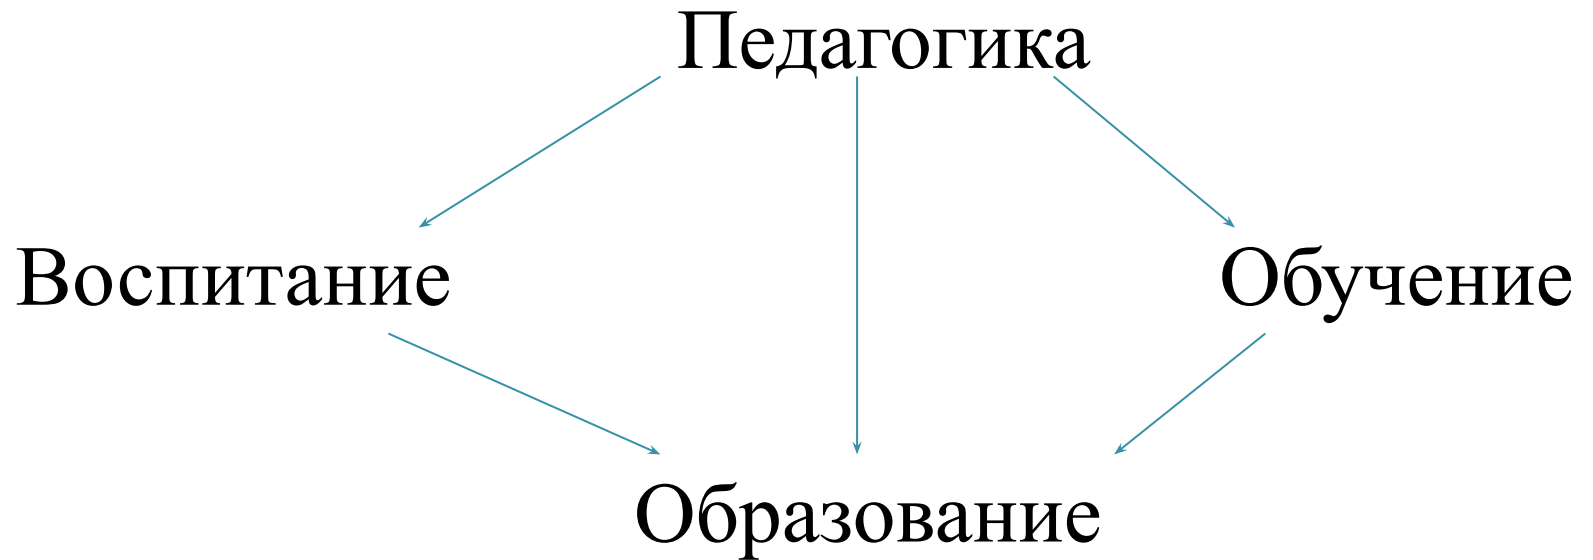 Педагогика
Воспитание
Обучение
Образование